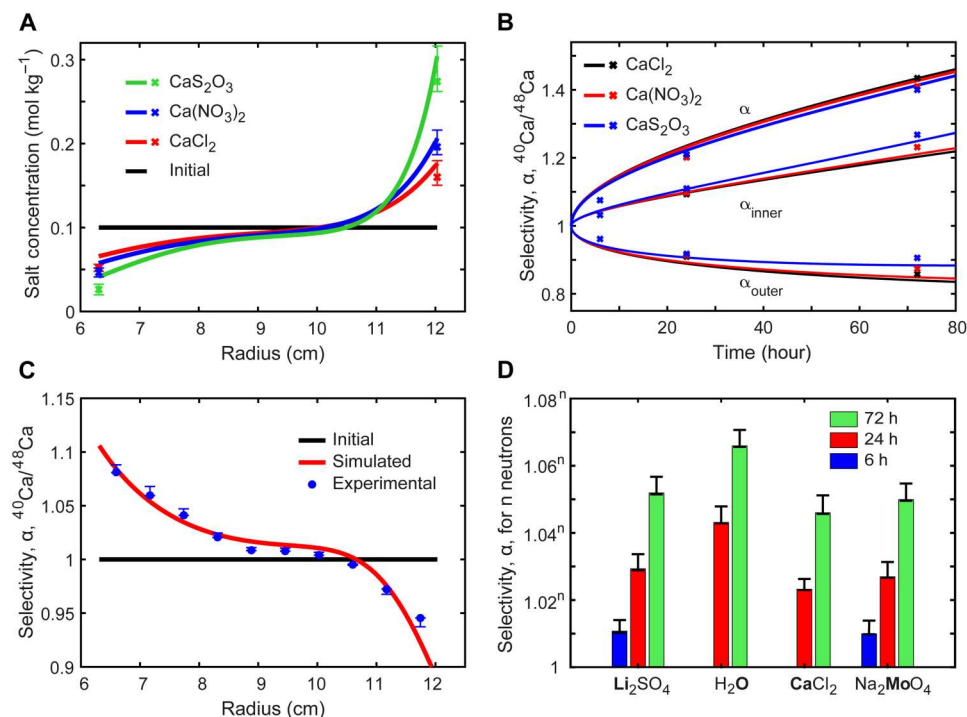 A
Salt concentration (mol kg⁻¹)
0.3
0.2
0.1
0
CaS₂O₃
Ca(NO₃)₂
CaCl₂
Initial
6 7 8 9 10 11 12
Radius (cm)
B
Selectivity, α, ⁴⁰Ca/⁴⁸Ca
1.4
1.2
1.0
0.8
CaCl₂
Ca(NO₃)₂
CaS₂O₃
α
αinner
αouter
0 20 40 60 80
Time (hour)
C
Selectivity, α, ⁴⁰Ca/⁴⁸Ca
1.15
1.1
1.05
1
0.95
0.9
Initial
Simulated
Experimental
6 7 8 9 10 11 12
Radius (cm)
D
Selectivity, α, for n neutrons
1.08ⁿ
1.06ⁿ
1.04ⁿ
1.02ⁿ
1
72 h
24 h
6 h
Li₂SO₄ H₂O CaCl₂ Na₂MoO₄